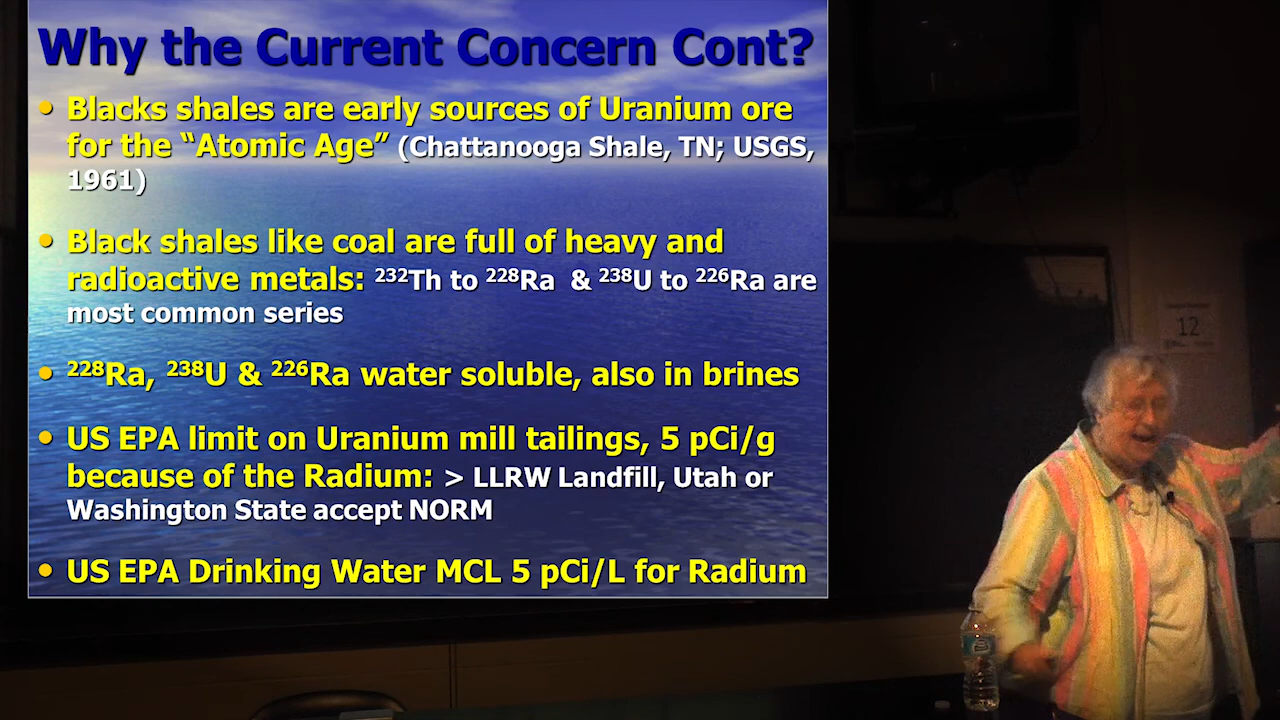 Why the Current Concern Cont?
• Blacks shales are early sources of Uranium ore
for the “Atomic Age” (Chattanooga Shale, TN; USGS,
1961)
• Black shales like coal are full of heavy and
radioactive metals: ²³²Th to ²²⁸Ra & ²³⁸U to ²²⁶Ra are
most common series
• ²²⁸Ra, ²³⁸U & ²²⁶Ra water soluble, also in brines
• US EPA limit on Uranium mill tailings, 5 pCi/g
because of the Radium: > LLRW Landfill, Utah or
Washington State accept NORM
• US EPA Drinking Water MCL 5 pCi/L for Radium
12